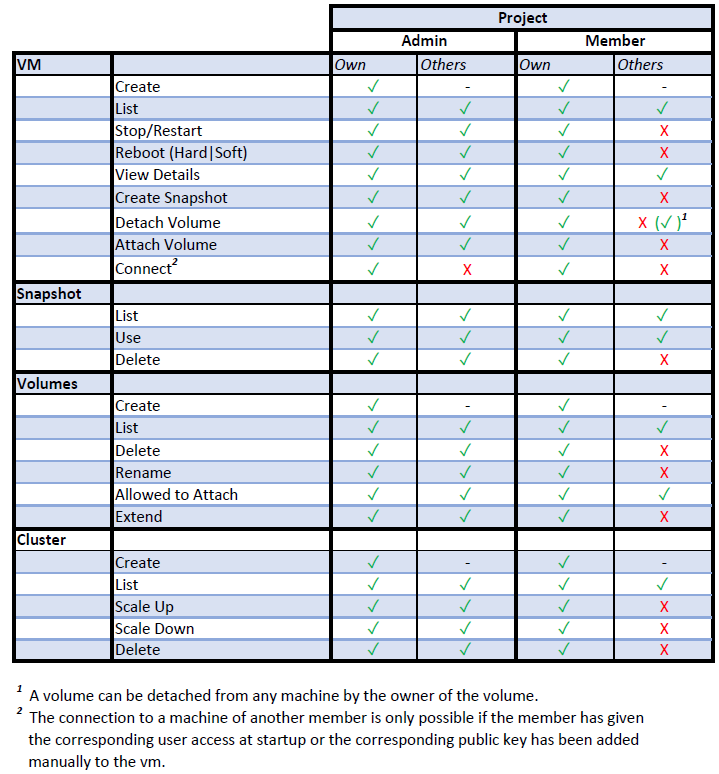 Project
Admin Member
VM Own Others Own Others
Create ✓ - ✓ -
List ✓ ✓ ✓ ✓
Stop/Restart ✓ ✓ ✓ X
Reboot (Hard|Soft) ✓ ✓ ✓ X
View Details ✓ ✓ ✓ ✓
Create Snapshot ✓ ✓ ✓ X
Detach Volume ✓ ✓ ✓ X (✓)¹
Attach Volume ✓ ✓ ✓ X
Connect² ✓ X ✓ X
Snapshot
List ✓ ✓ ✓ ✓
Use ✓ ✓ ✓ ✓
Delete ✓ ✓ ✓ X
Volumes
Create ✓ - ✓ -
List ✓ ✓ ✓ ✓
Delete ✓ ✓ ✓ X
Rename ✓ ✓ ✓ X
Allowed to Attach ✓ ✓ ✓ ✓
Extend ✓ ✓ ✓ X
Cluster
Create ✓ - ✓ -
List ✓ ✓ ✓ ✓
Scale Up ✓ ✓ ✓ X
Scale Down ✓ ✓ ✓ X
Delete ✓ ✓ ✓ X
¹ A volume can be detached from any machine by the owner of the volume.
² The connection to a machine of another member is only possible if the member has given
the corresponding user access at startup or the corresponding public key has been added
manually to the vm.